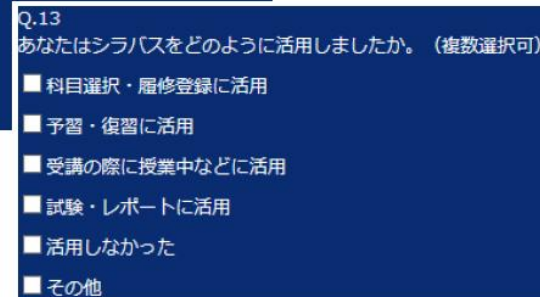 Q.13
あなたはシラバスをどのように活用しましたか。（複数選択可）
科目選択・履修登録に活用
予習・復習に活用
受講の際に授業中などに活用
試験・レポートに活用
活用しなかった
その他